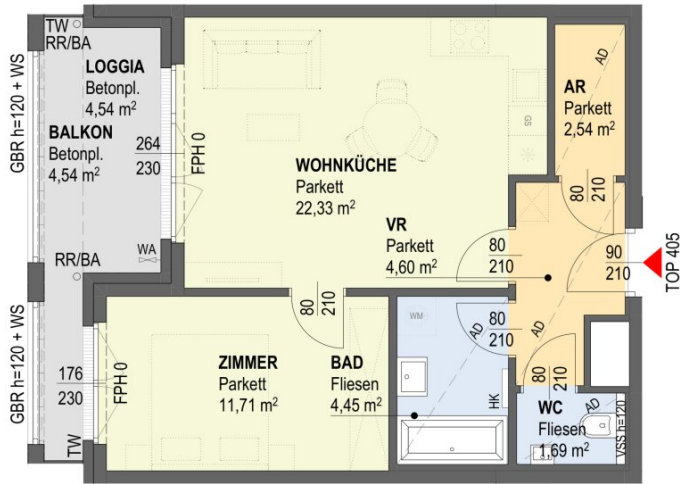 TW
RR/BA
LOGGIA
Betonpl.
4,54 m²
BALKON
Betonpl.
4,54 m²
264
230
FPH 0
GBR h=120 + WS
WA
RR/BA
WOHNKÜCHE
Parkett
22,33 m²
GS
AR
Parkett
2,54 m²
AD
80
210
VR
Parkett
4,60 m²
80
210
90
210
TOP 405
80
210
80
210
AD
AD
WM
HK
ZIMMER
Parkett
11,71 m²
BAD
Fliesen
4,45 m²
80
210
WC
Fliesen
1,69 m²
AD
VSS h=120
176
230
FPH 0
GBR h=120 + WS
TW